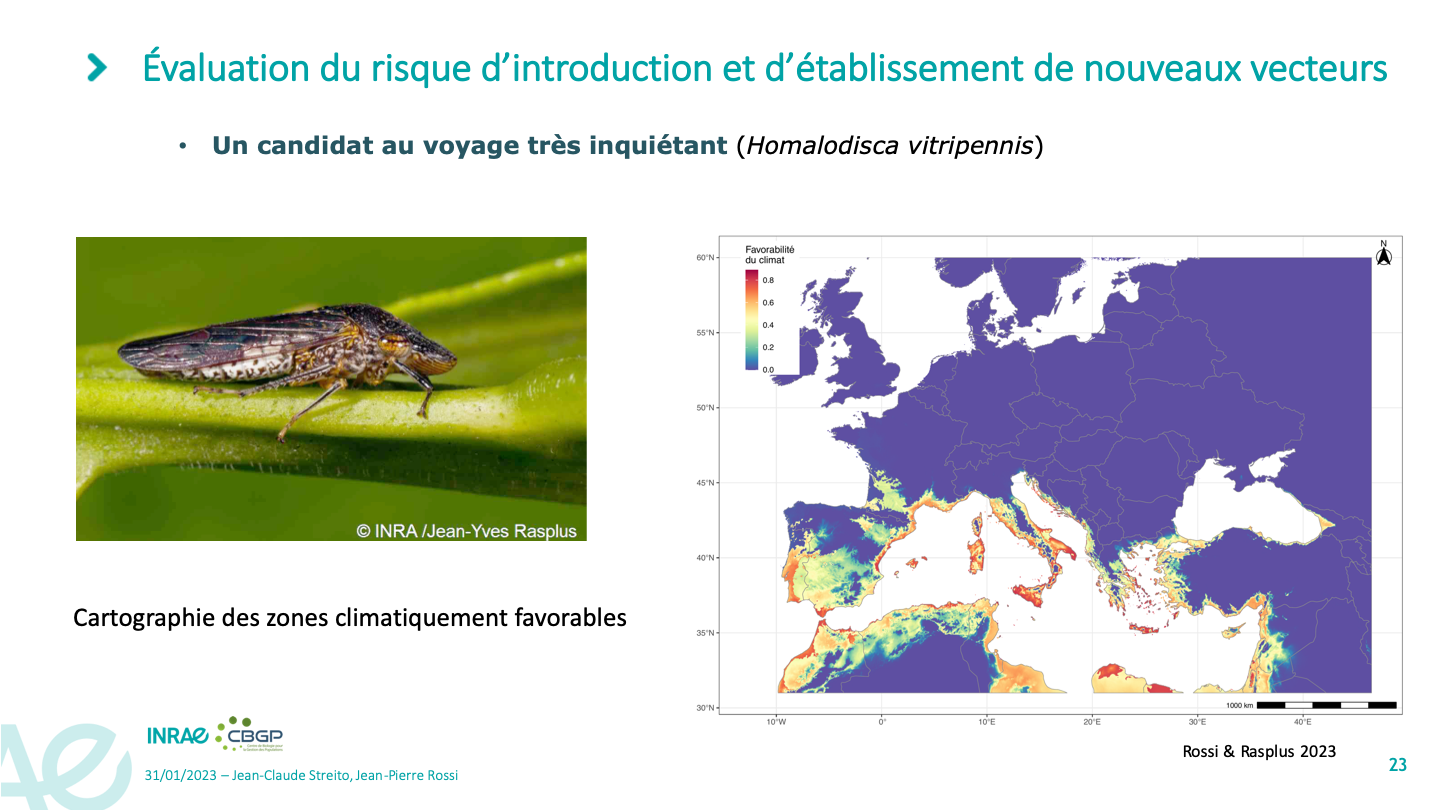 Évaluation du risque d’introduction et d’établissement de nouveaux vecteurs
• Un candidat au voyage très inquiétant (Homalodisca vitripennis)
© INRA /Jean-Yves Rasplus
Cartographie des zones climatiquement favorables
Favorabilité
du climat
0.8
0.6
0.4
0.2
0.0
N
60°N
55°N
50°N
45°N
40°N
35°N
30°N
10°W
0°
10°E
20°E
30°E
40°E
1000 km
Rossi & Rasplus 2023
INRAE
CBGP
Centre de Biologie pour
la Gestion des Populations
31/01/2023 – Jean-Claude Streito, Jean-Pierre Rossi
23